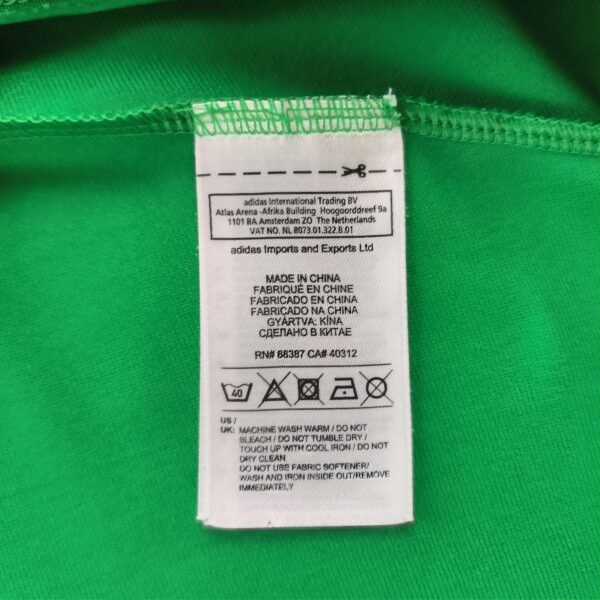 adidas International Trading BV
Atlas Arena -Afrika Building Hoogoorddreef 9a
1101 BA Amsterdam ZO The Netherlands
VAT NO. NL 8073.01.322.B.01
adidas Imports and Exports Ltd
MADE IN CHINA
FABRIQUÉ EN CHINE
FABRICADO EN CHINA
FABRICADO NA CHINA
GYÁRTVA: KÍNA
СДЕЛАНО В КИТАЕ
RN# 88387 CA# 40312
40
US /
UK: MACHINE WASH WARM / DO NOT
BLEACH / DO NOT TUMBLE DRY /
TOUCH UP WITH COOL IRON / DO NOT
DRY CLEAN
DO NOT USE FABRIC SOFTENER/
WASH AND IRON INSIDE OUT/REMOVE
IMMEDIATELY